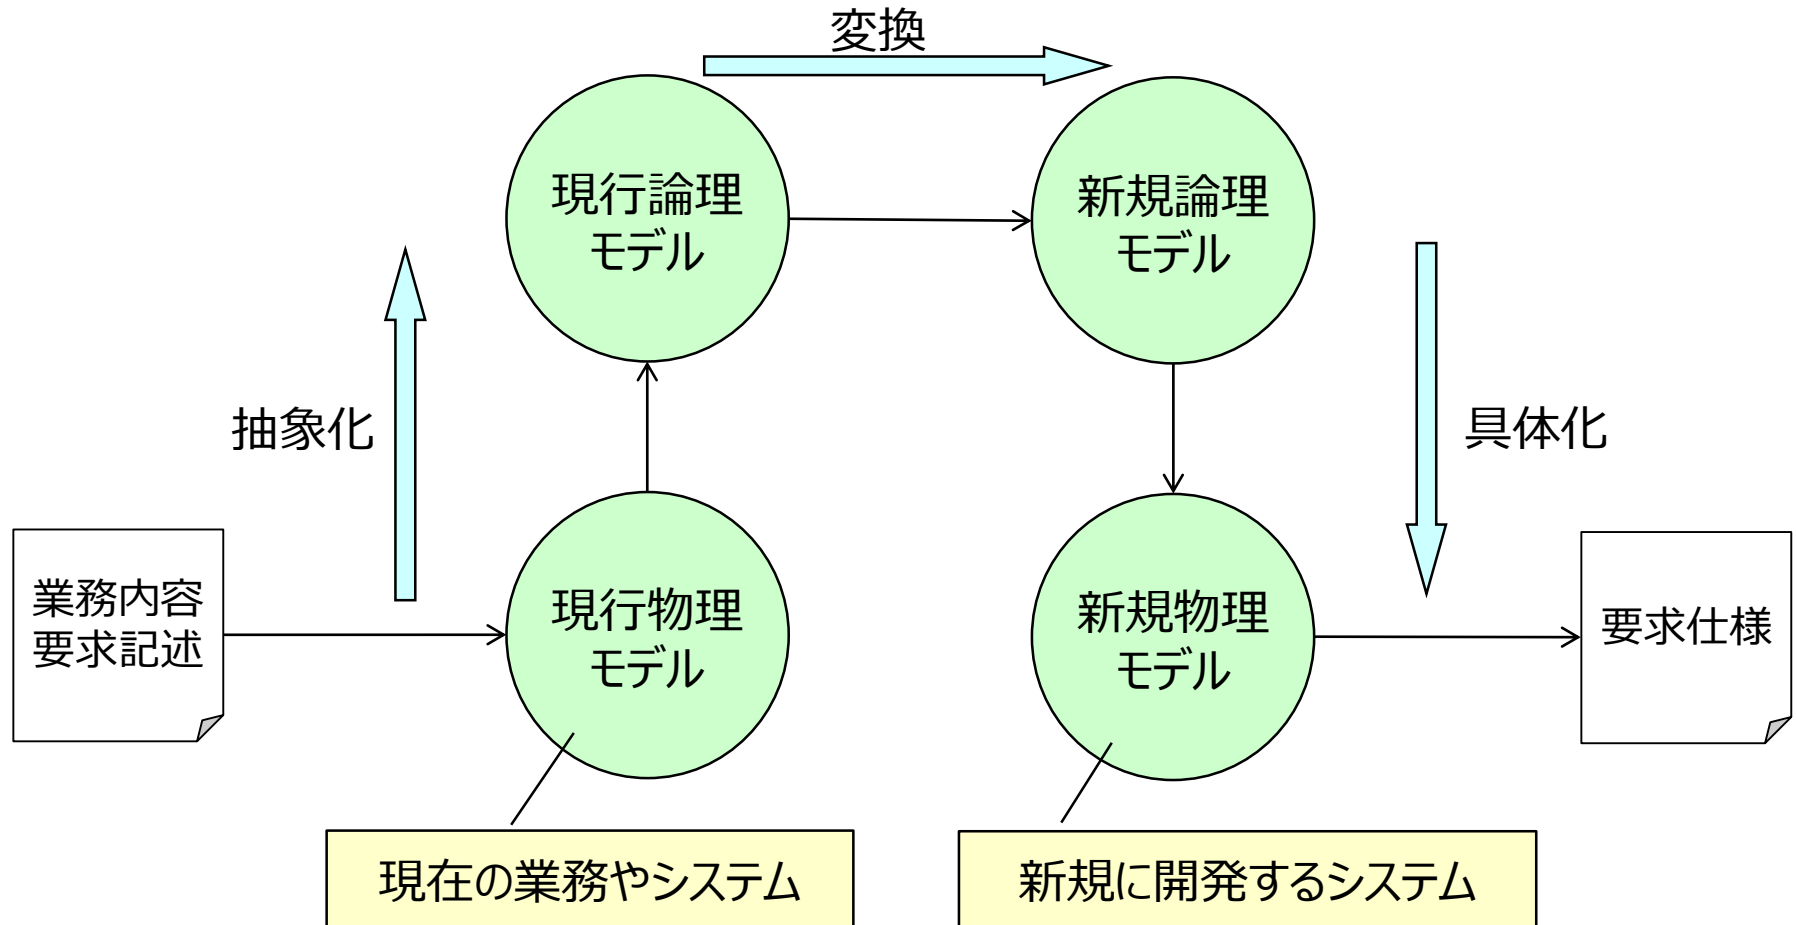 変換
現行論理
モデル
新規論理
モデル
抽象化
具体化
業務内容
要求記述
現行物理
モデル
新規物理
モデル
要求仕様
現在の業務やシステム
新規に開発するシステム